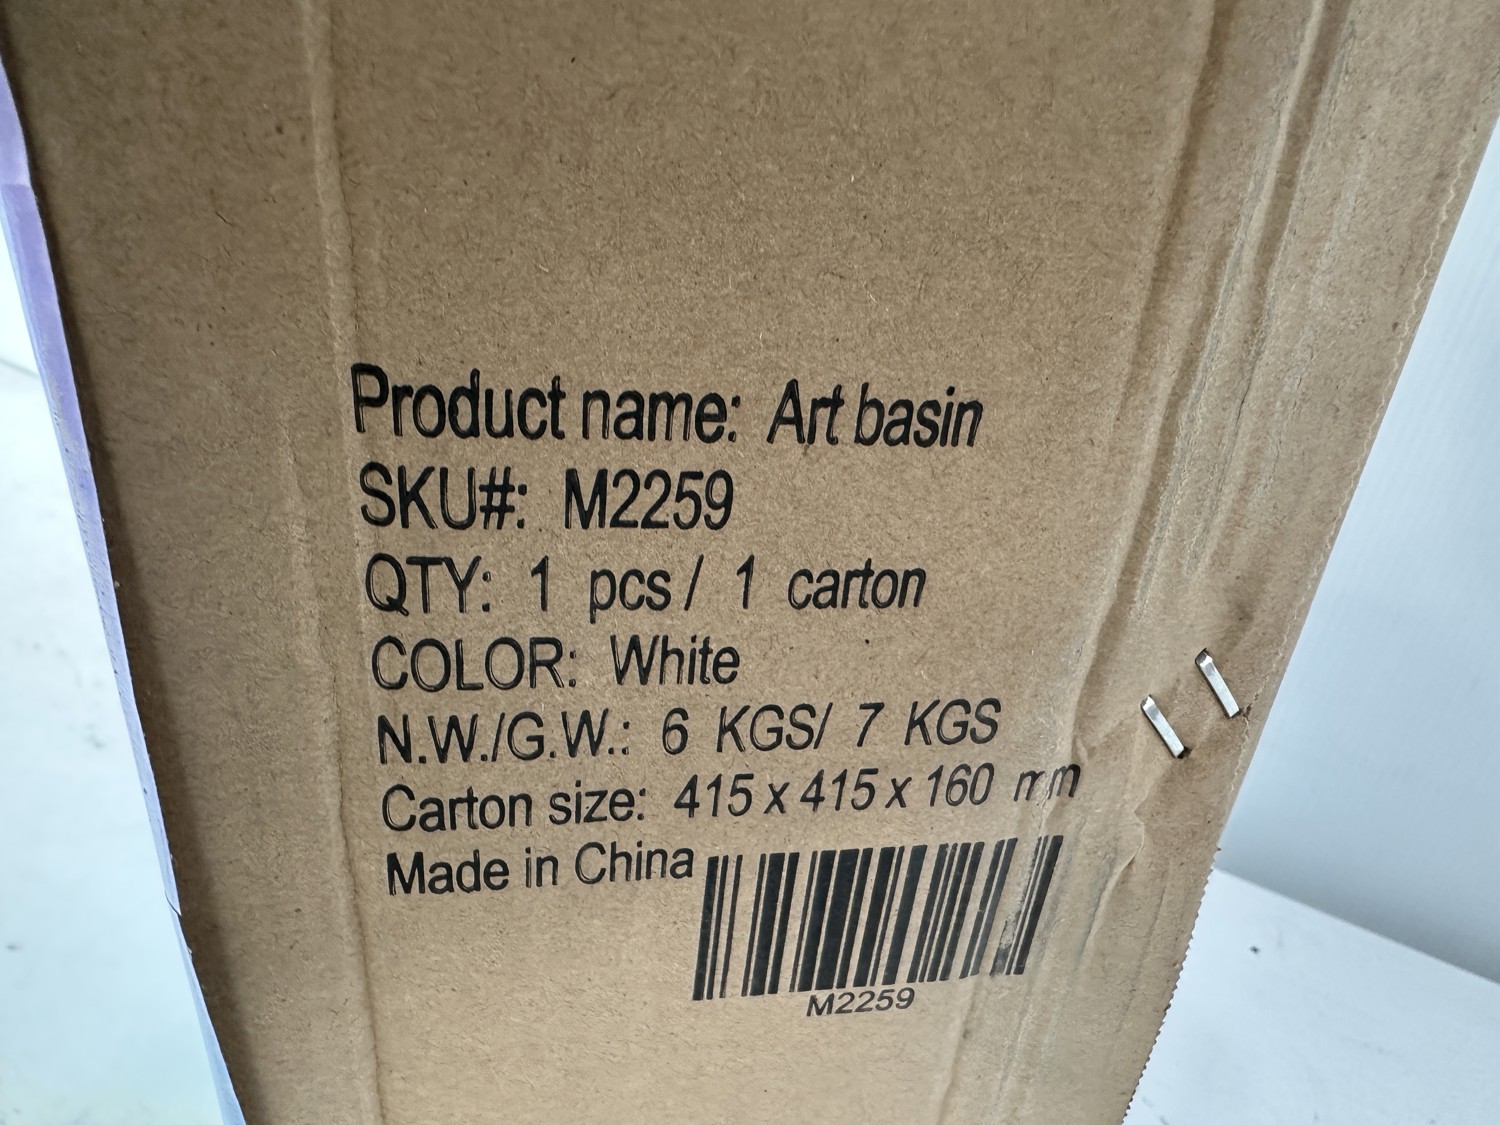 Product name: Art basin
SKU#: M2259
QTY: 1 pcs / 1 carton
COLOR: White
N.W./G.W.: 6 KGS/ 7 KGS
Carton size: 415 x 415 x 160 mm
Made in China
M2259